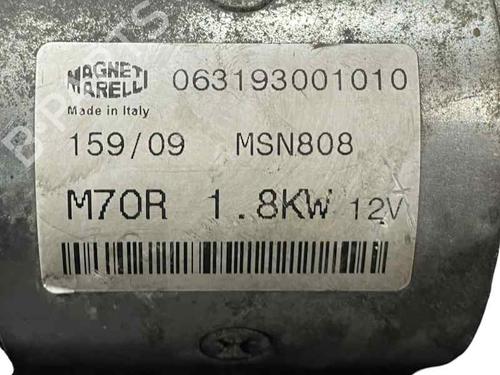 MAGNETI MARELLI
063193001010
Made in Italy
159/09 MSN808
M70R 1.8KW 12V